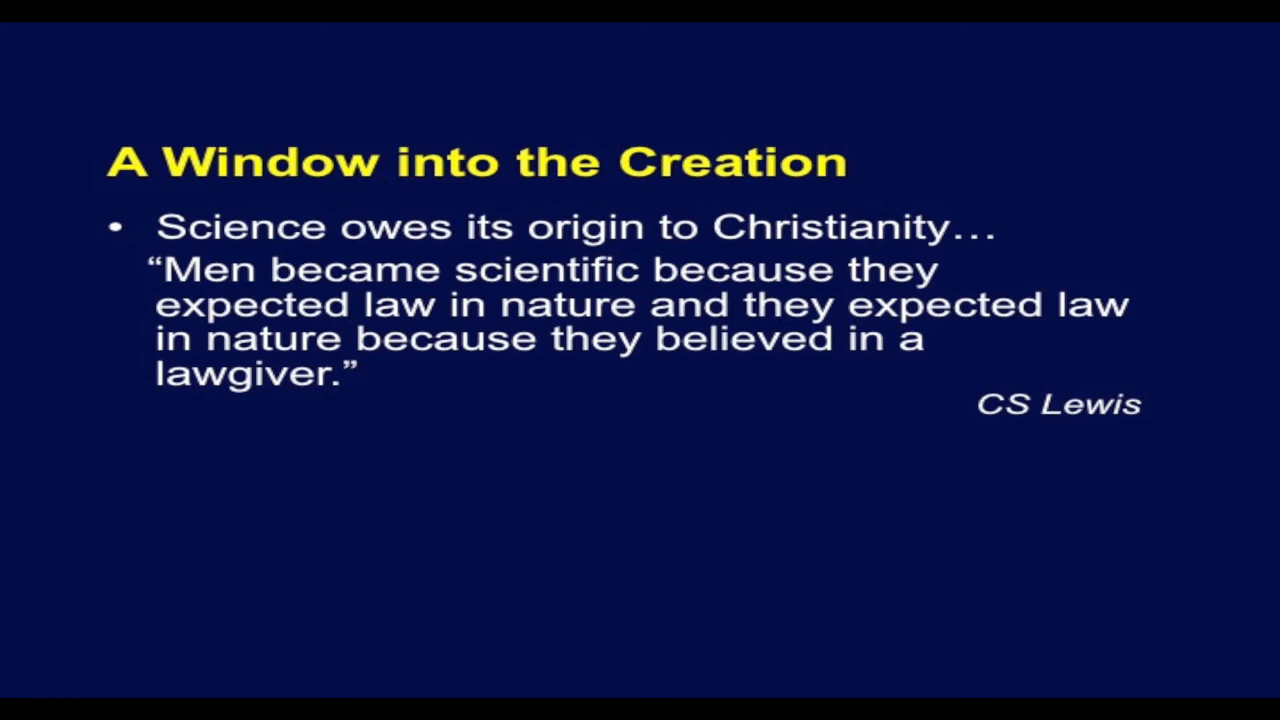 A Window into the Creation
• Science owes its origin to Christianity…
“Men became scientific because they
expected law in nature and they expected law
in nature because they believed in a
lawgiver.”
CS Lewis